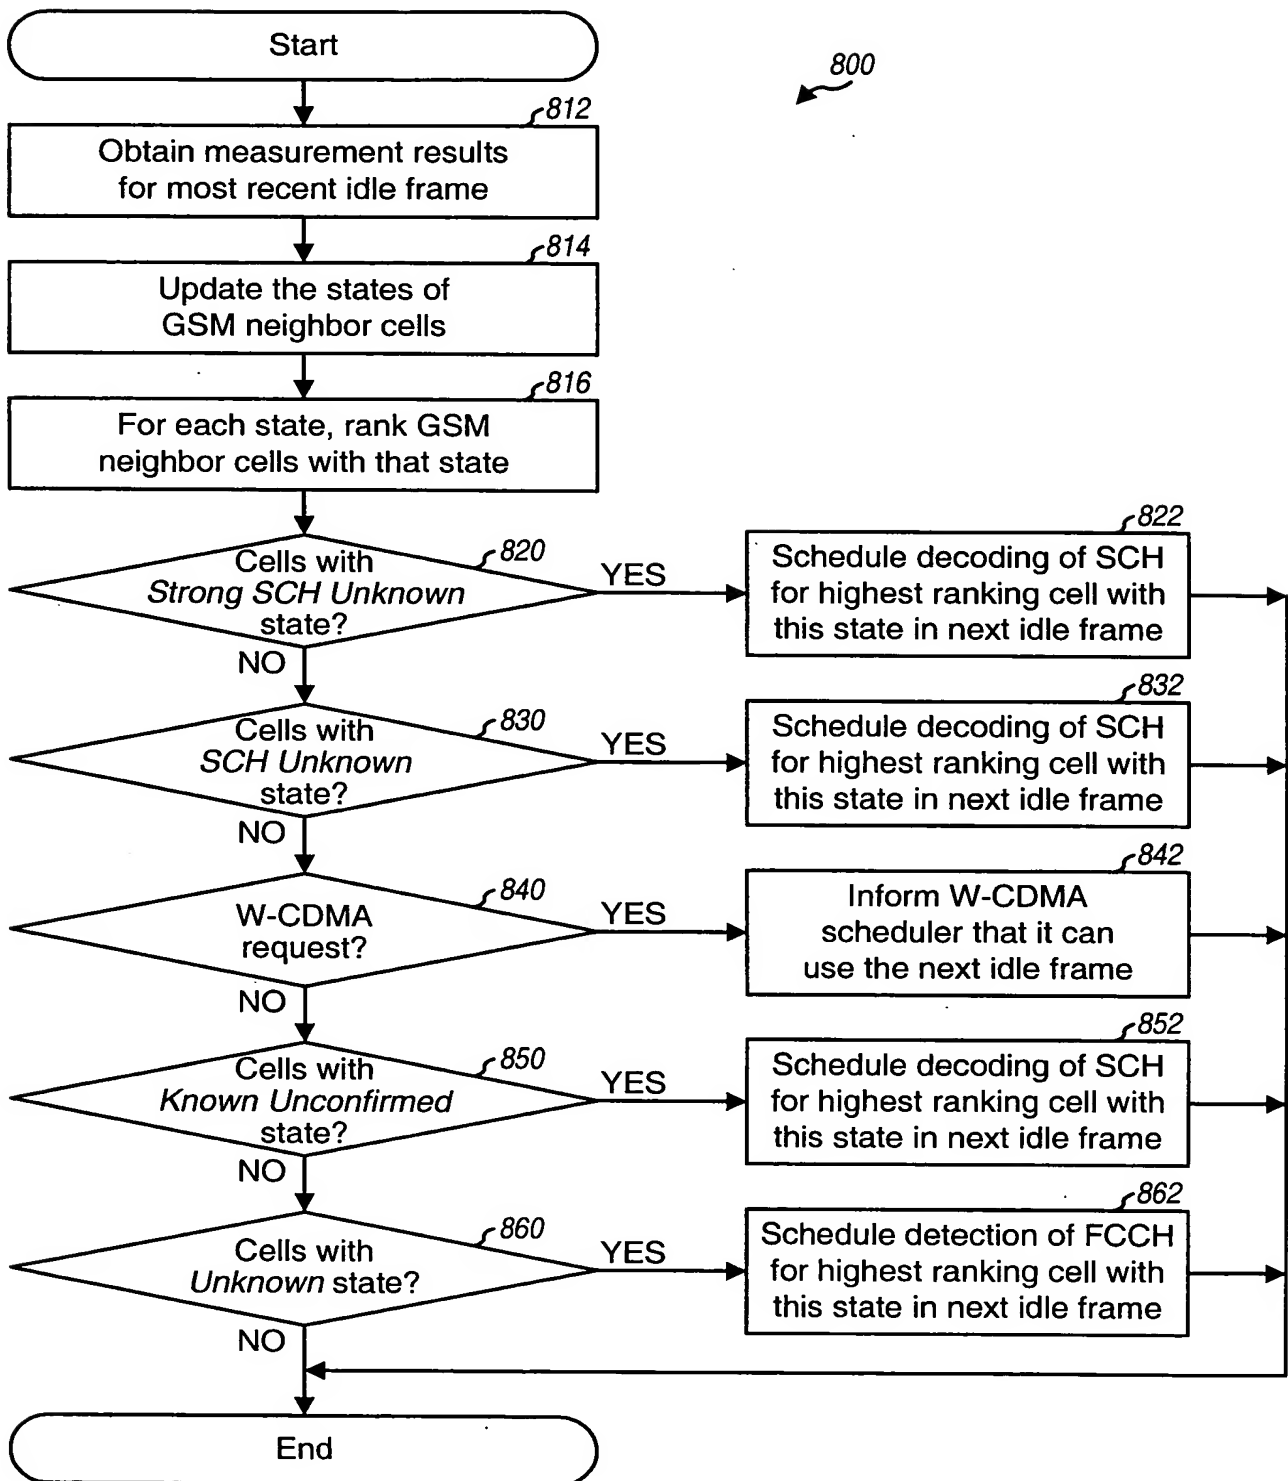 Start
800
812
Obtain measurement results
for most recent idle frame
814
Update the states of
GSM neighbor cells
816
For each state, rank GSM
neighbor cells with that state
820
Cells with
Strong SCH Unknown
state?
YES
NO
822
Schedule decoding of SCH
for highest ranking cell with
this state in next idle frame
830
Cells with
SCH Unknown
state?
YES
NO
832
Schedule decoding of SCH
for highest ranking cell with
this state in next idle frame
840
W-CDMA
request?
YES
NO
842
Inform W-CDMA
scheduler that it can
use the next idle frame
850
Cells with
Known Unconfirmed
state?
YES
NO
852
Schedule decoding of SCH
for highest ranking cell with
this state in next idle frame
860
Cells with
Unknown state?
YES
NO
862
Schedule detection of FCCH
for highest ranking cell with
this state in next idle frame
End